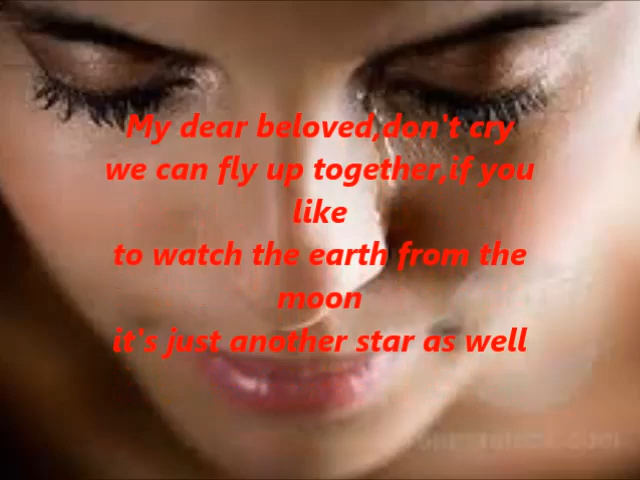 My dear beloved,don't cry
we can fly up together,if you
like
to watch the earth from the
moon
it's just another star as well